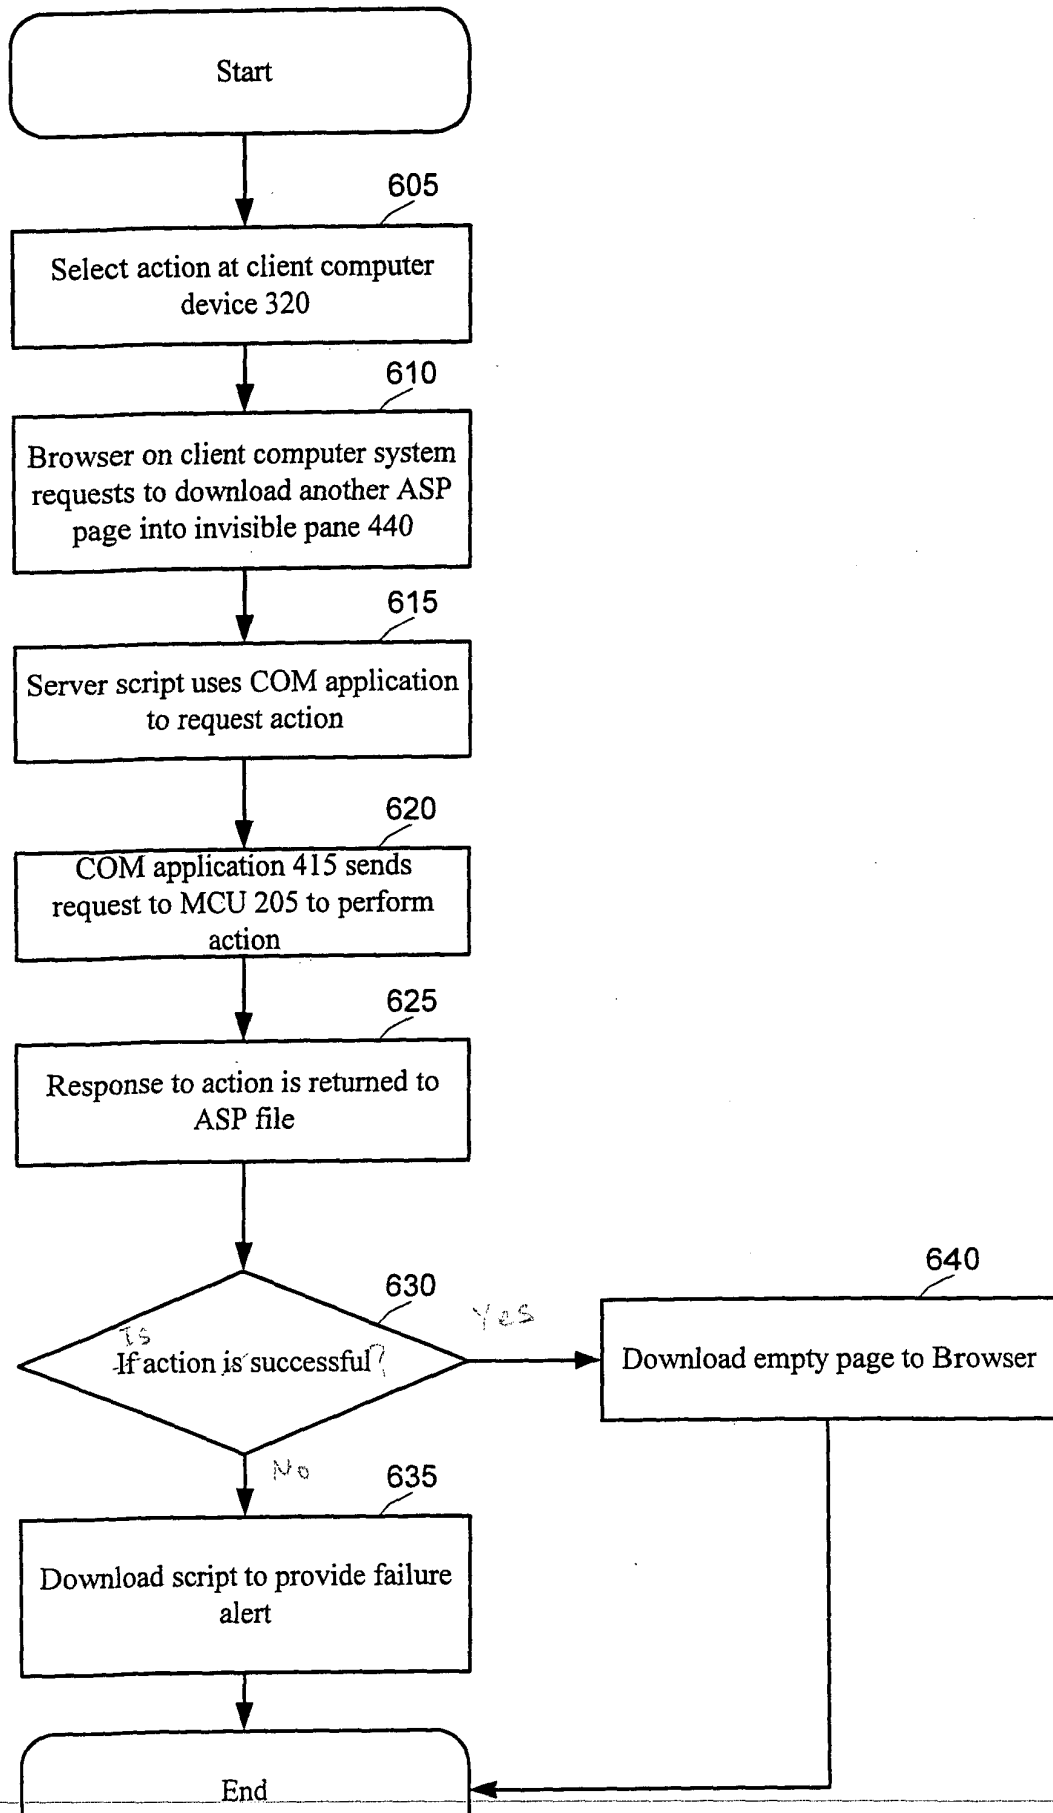 Start
605
Select action at client computer
device 320
610
Browser on client computer system
requests to download another ASP
page into invisible pane 440
615
Server script uses COM application
to request action
620
COM application 415 sends
request to MCU 205 to perform
action
625
Response to action is returned to
ASP file
630
Is
If action is successful?
Yes
640
Download empty page to Browser
No
635
Download script to provide failure
alert
End